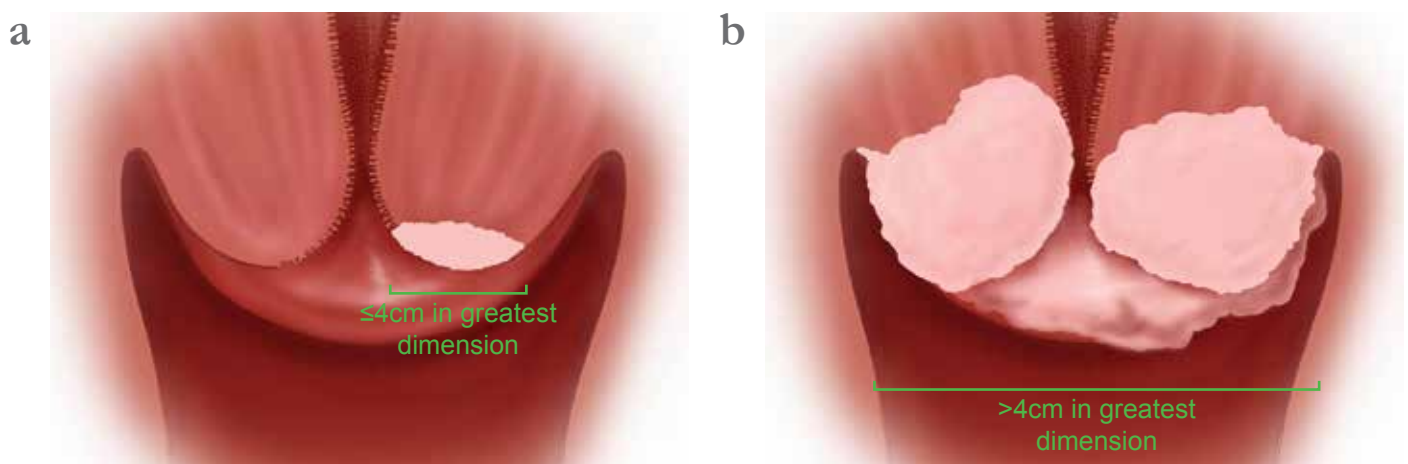 a
≤4cm in greatest
dimension
b
>4cm in greatest
dimension